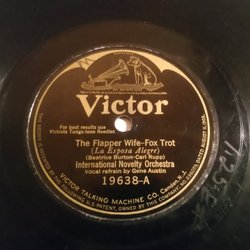 Victor
For best results use
Victrola Tungs-tone Needles
The Flapper Wife-Fox Trot
(La Esposa Alegre)
(Beatrice Burton-Carl Rupp)
International Novelty Orchestra
Vocal refrain by Gene Austin
19638-A
VICTOR TALKING MACHINE CO. Camden, N.J.